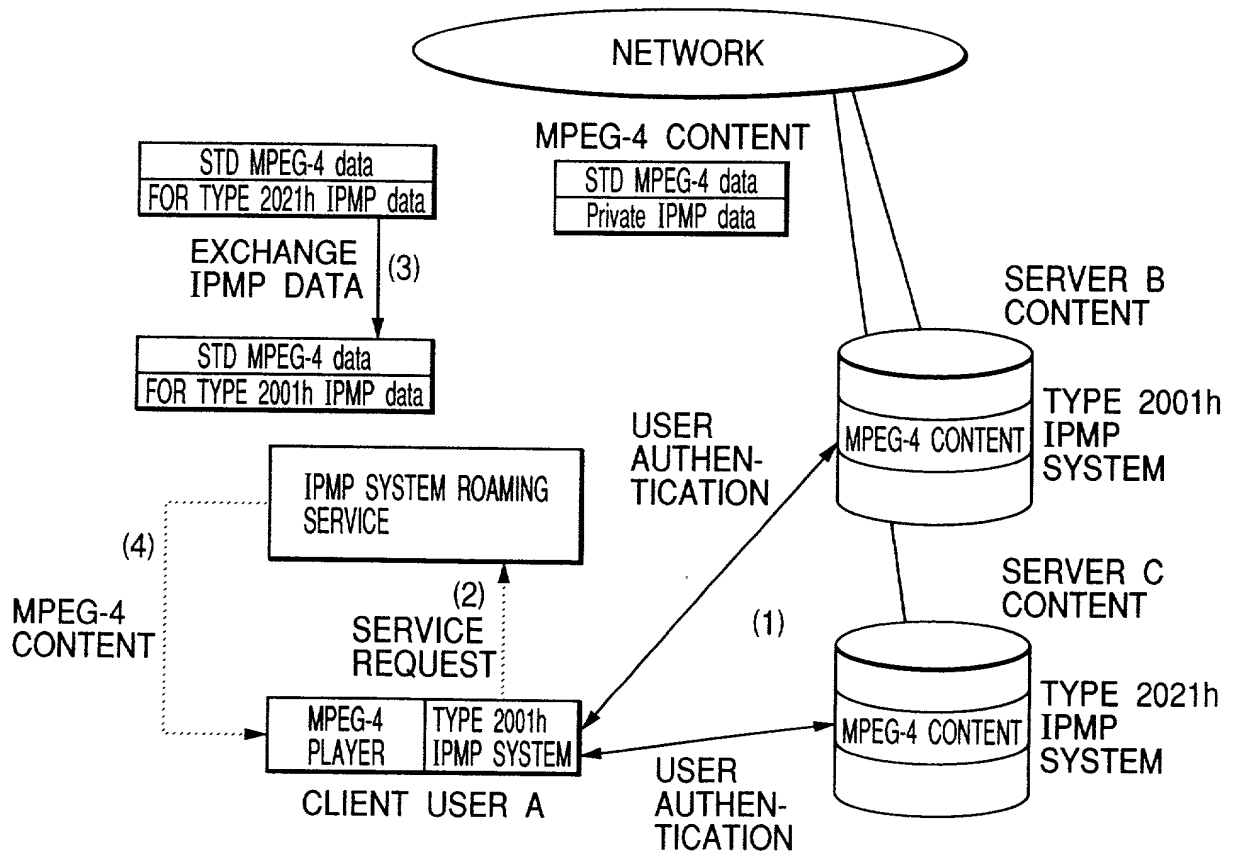 NETWORK
MPEG-4 CONTENT
STD MPEG-4 data
Private IPMP data
STD MPEG-4 data
FOR TYPE 2021h IPMP data
EXCHANGE
IPMP DATA
(3)
STD MPEG-4 data
FOR TYPE 2001h IPMP data
SERVER B
CONTENT
MPEG-4 CONTENT
TYPE 2001h
IPMP
SYSTEM
USER
AUTHEN-
TICATION
IPMP SYSTEM ROAMING
SERVICE
(4)
MPEG-4
CONTENT
(2)
SERVICE
REQUEST
(1)
SERVER C
CONTENT
MPEG-4 CONTENT
TYPE 2021h
IPMP
SYSTEM
MPEG-4
PLAYER
TYPE 2001h
IPMP SYSTEM
CLIENT USER A
USER
AUTHEN-
TICATION